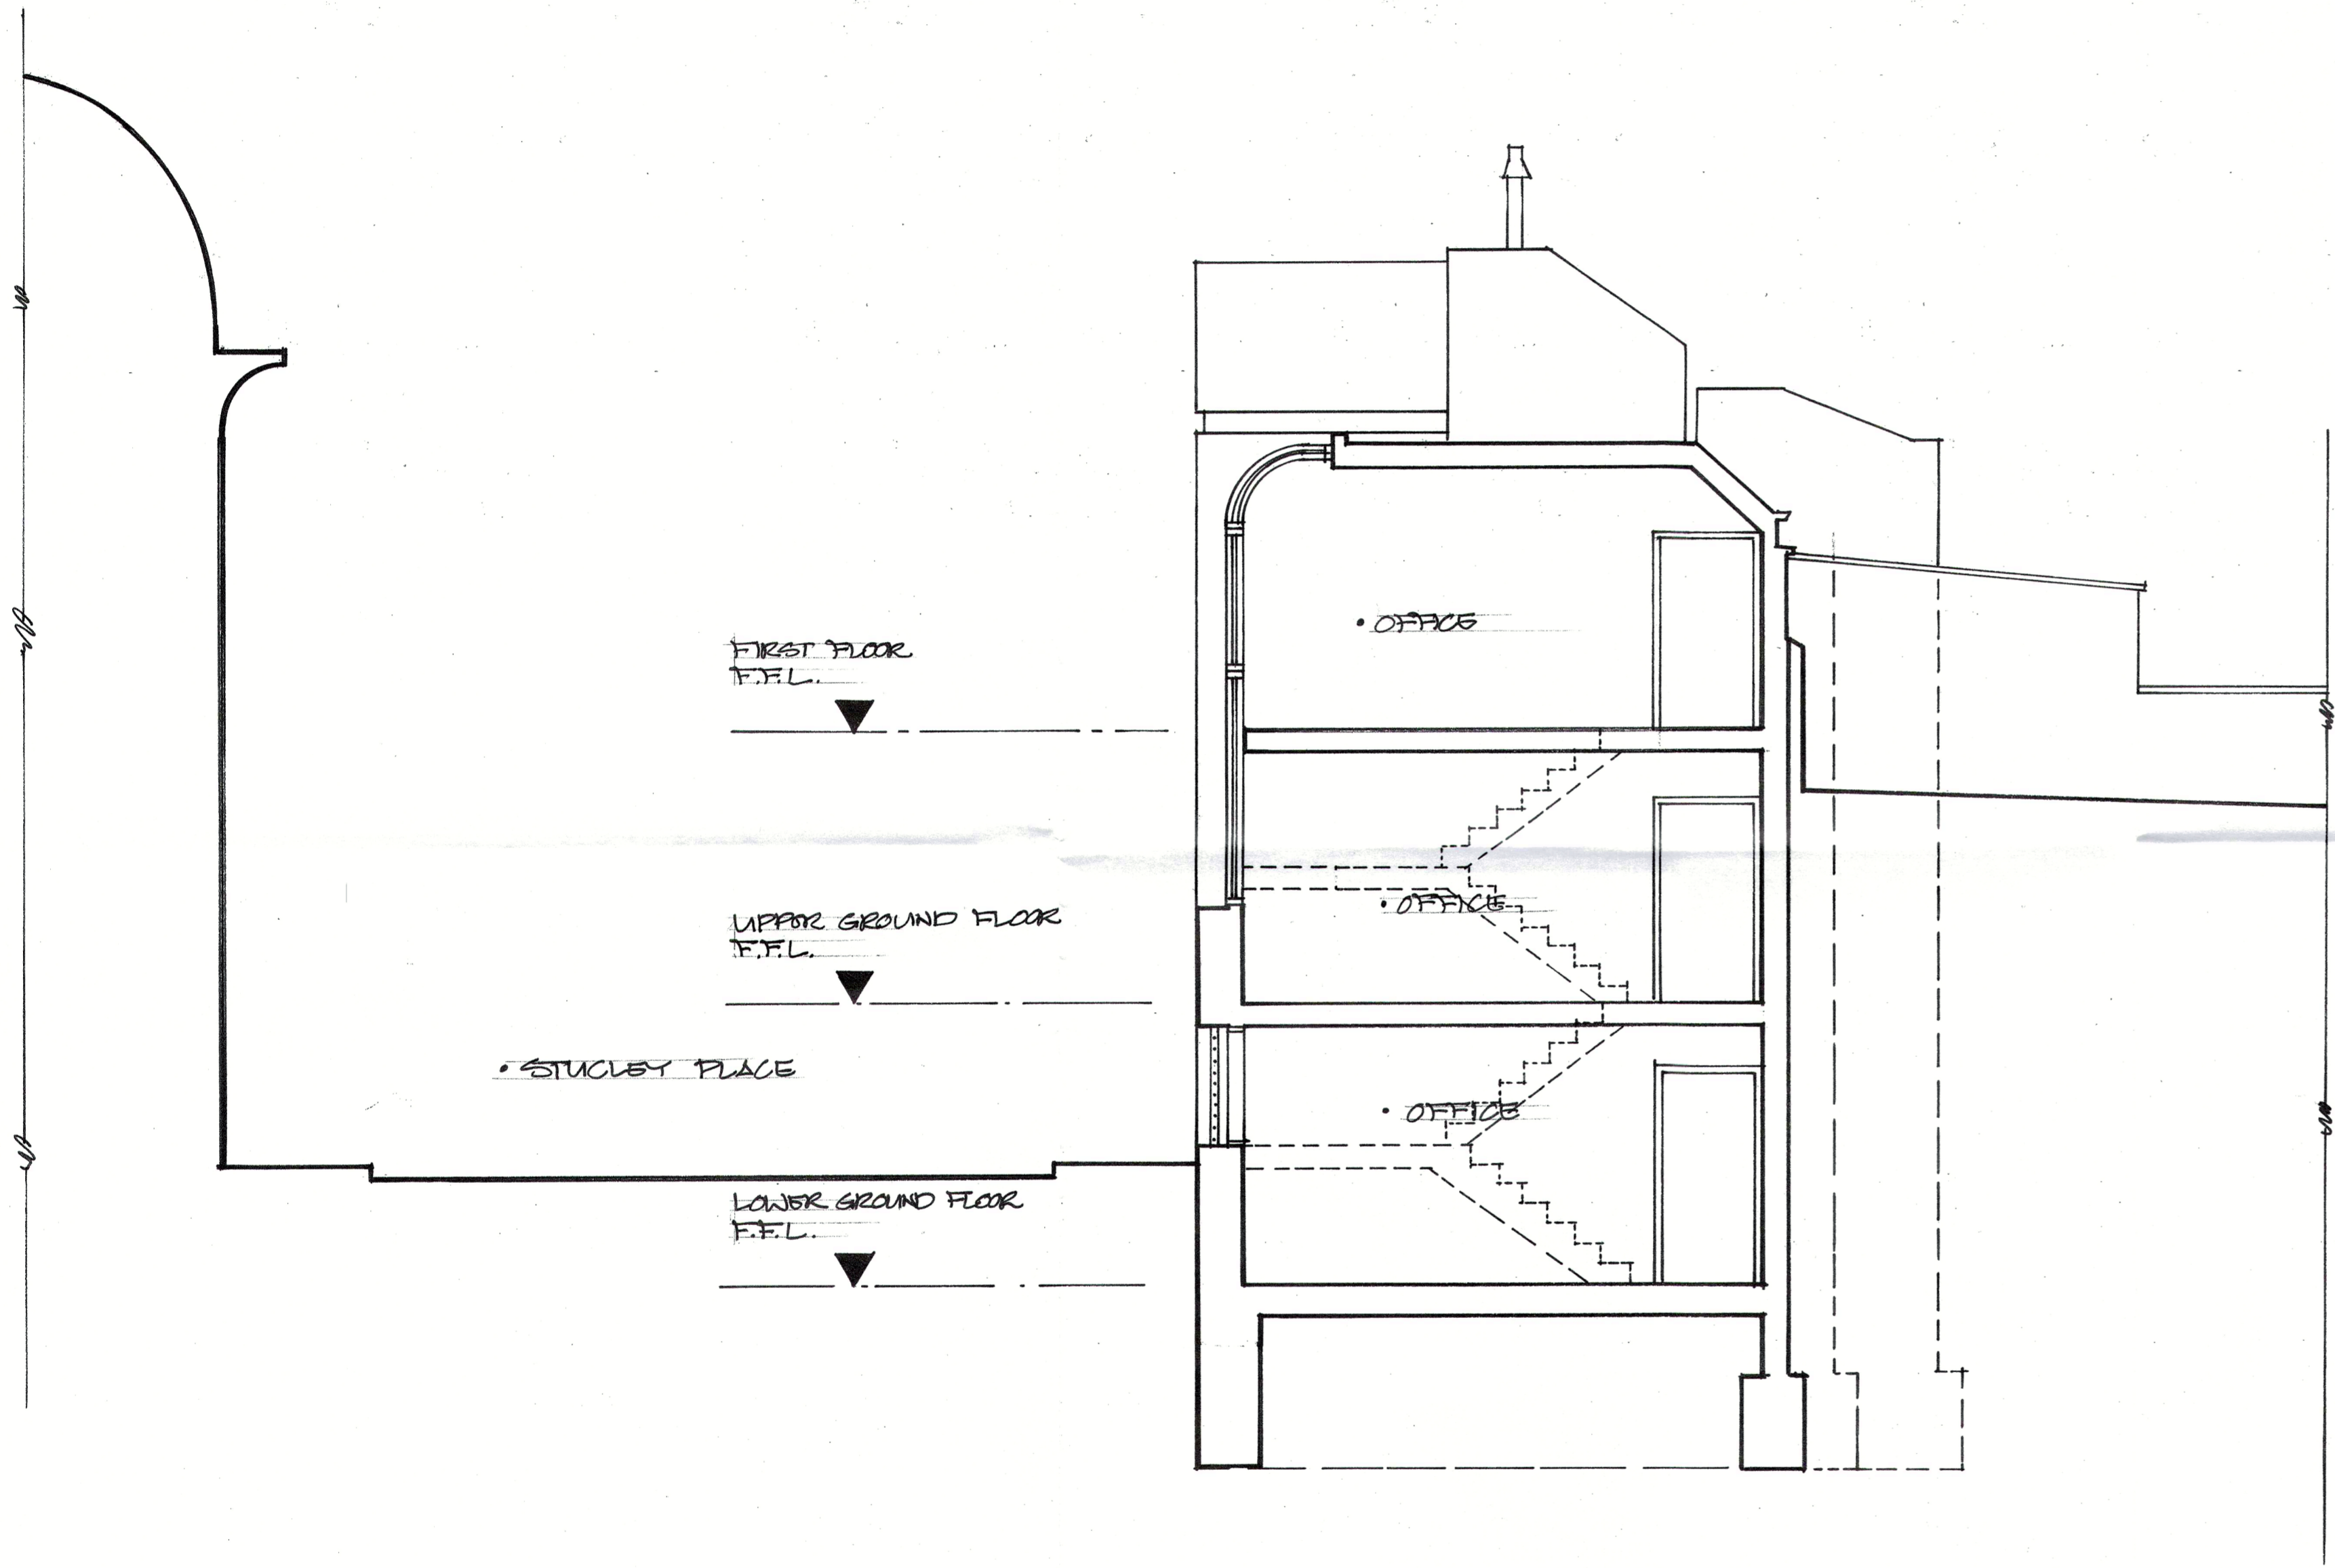 FIRST FLOOR
F.F.L.
• OFFICE
UPPER GROUND FLOOR
F.F.L.
• OFFICE
• STUCLEY PLACE
• OFFICE
LOWER GROUND FLOOR
F.F.L.